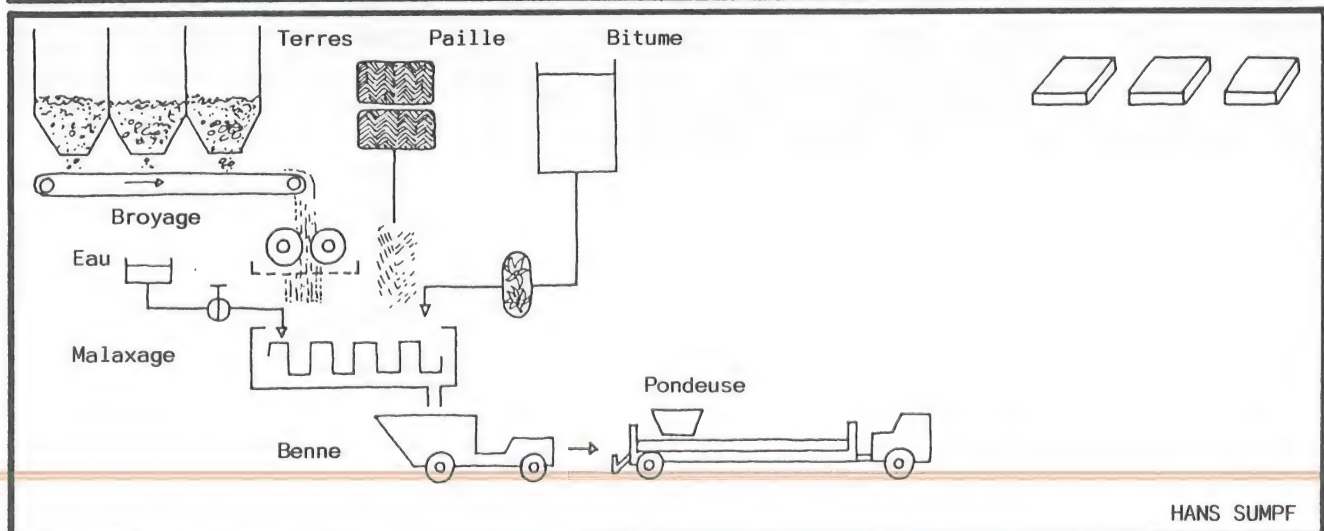 Terres Paille Bitume
Broyage
Eau
Malaxage
Pondeuse
Benne
HANS SUMPF